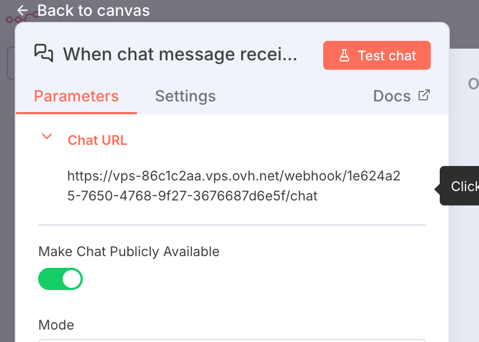 Back to canvas
When chat message recei...
Test chat
Parameters
Settings
Docs
Chat URL
https://vps-86c1c2aa.vps.ovh.net/webhook/1e624a2
5-7650-4768-9f27-3676687d6e5f/chat
Click
Make Chat Publicly Available
Mode